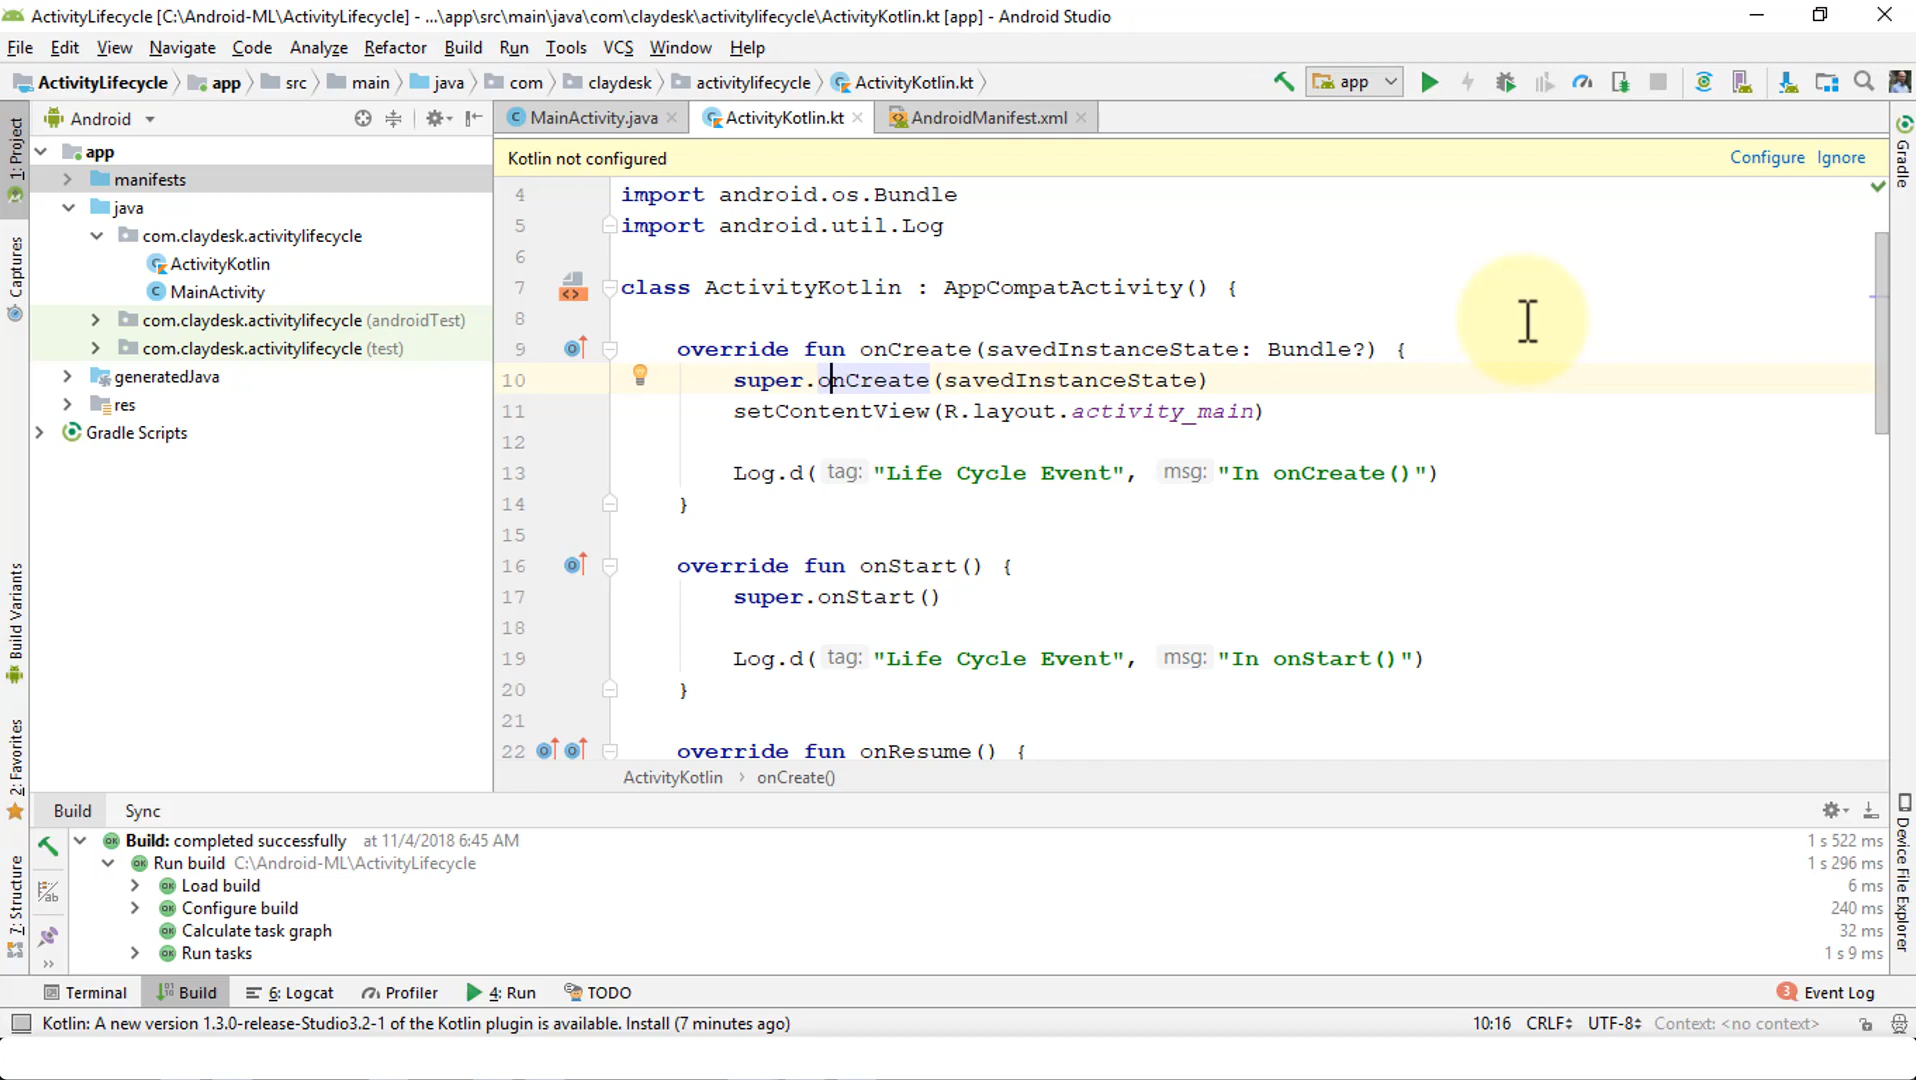 ActivityLifecycle [C:\Android-ML\ActivityLifecycle] - ...\app\src\main\java\com\claydesk\activitylifecycle\ActivityKotlin.kt [app] - Android Studio
File Edit View Navigate Code Analyze Refactor Build Run Tools VCS Window Help
ActivityLifecycle app src main java com claydesk activitylifecycle ActivityKotlin.kt app
1: Project
Captures
Build Variants
2: Favorites
7: Structure
Android
app
manifests
java
com.claydesk.activitylifecycle
ActivityKotlin
MainActivity
com.claydesk.activitylifecycle (androidTest)
com.claydesk.activitylifecycle (test)
generatedJava
res
Gradle Scripts
MainActivity.java ActivityKotlin.kt AndroidManifest.xml
Kotlin not configured Configure Ignore
4 import android.os.Bundle
5 import android.util.Log
6
7 class ActivityKotlin : AppCompatActivity() {
8
9 override fun onCreate(savedInstanceState: Bundle?) {
10 super.onCreate(savedInstanceState)
11 setContentView(R.layout.activity_main)
12
13 Log.d( tag: "Life Cycle Event", msg: "In onCreate()")
14 }
15
16 override fun onStart() {
17 super.onStart()
18
19 Log.d( tag: "Life Cycle Event", msg: "In onStart()")
20 }
21
22 override fun onResume() {
ActivityKotlin › onCreate()
Gradle
Device File Explorer
Build Sync
Build: completed successfully at 11/4/2018 6:45 AM 1 s 522 ms
Run build C:\Android-ML\ActivityLifecycle 1 s 296 ms
Load build 6 ms
Configure build 240 ms
Calculate task graph 32 ms
Run tasks 1 s 9 ms
Terminal Build 6: Logcat Profiler 4: Run TODO 3 Event Log
Kotlin: A new version 1.3.0-release-Studio3.2-1 of the Kotlin plugin is available. Install (7 minutes ago) 10:16 CRLF UTF-8 Context: <no context>